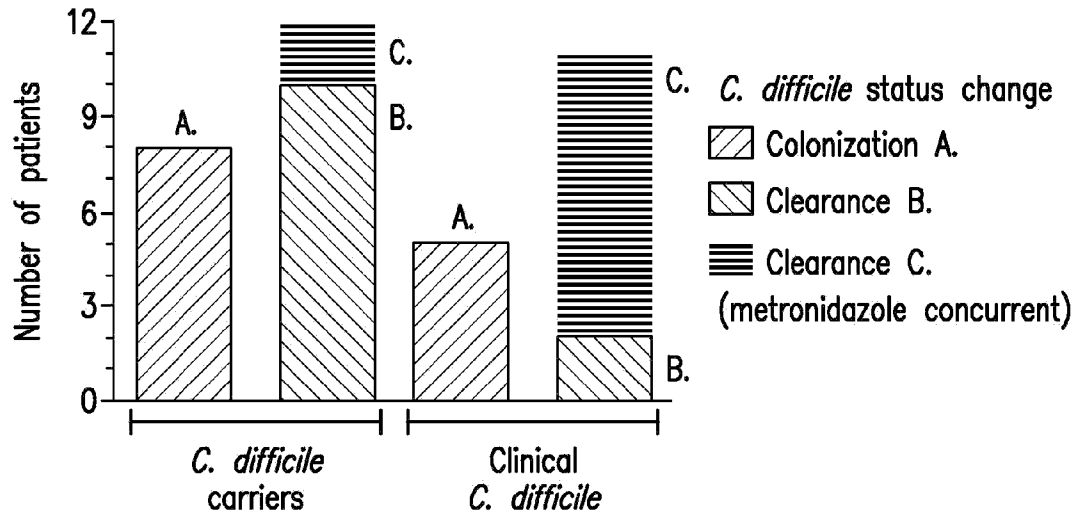 Number of patients
12
9
6
3
0
A.
C.
B.
A.
C.
B.
C. difficile
carriers
Clinical
C. difficile
C. difficile status change
Colonization A.
Clearance B.
Clearance C.
(metronidazole concurrent)